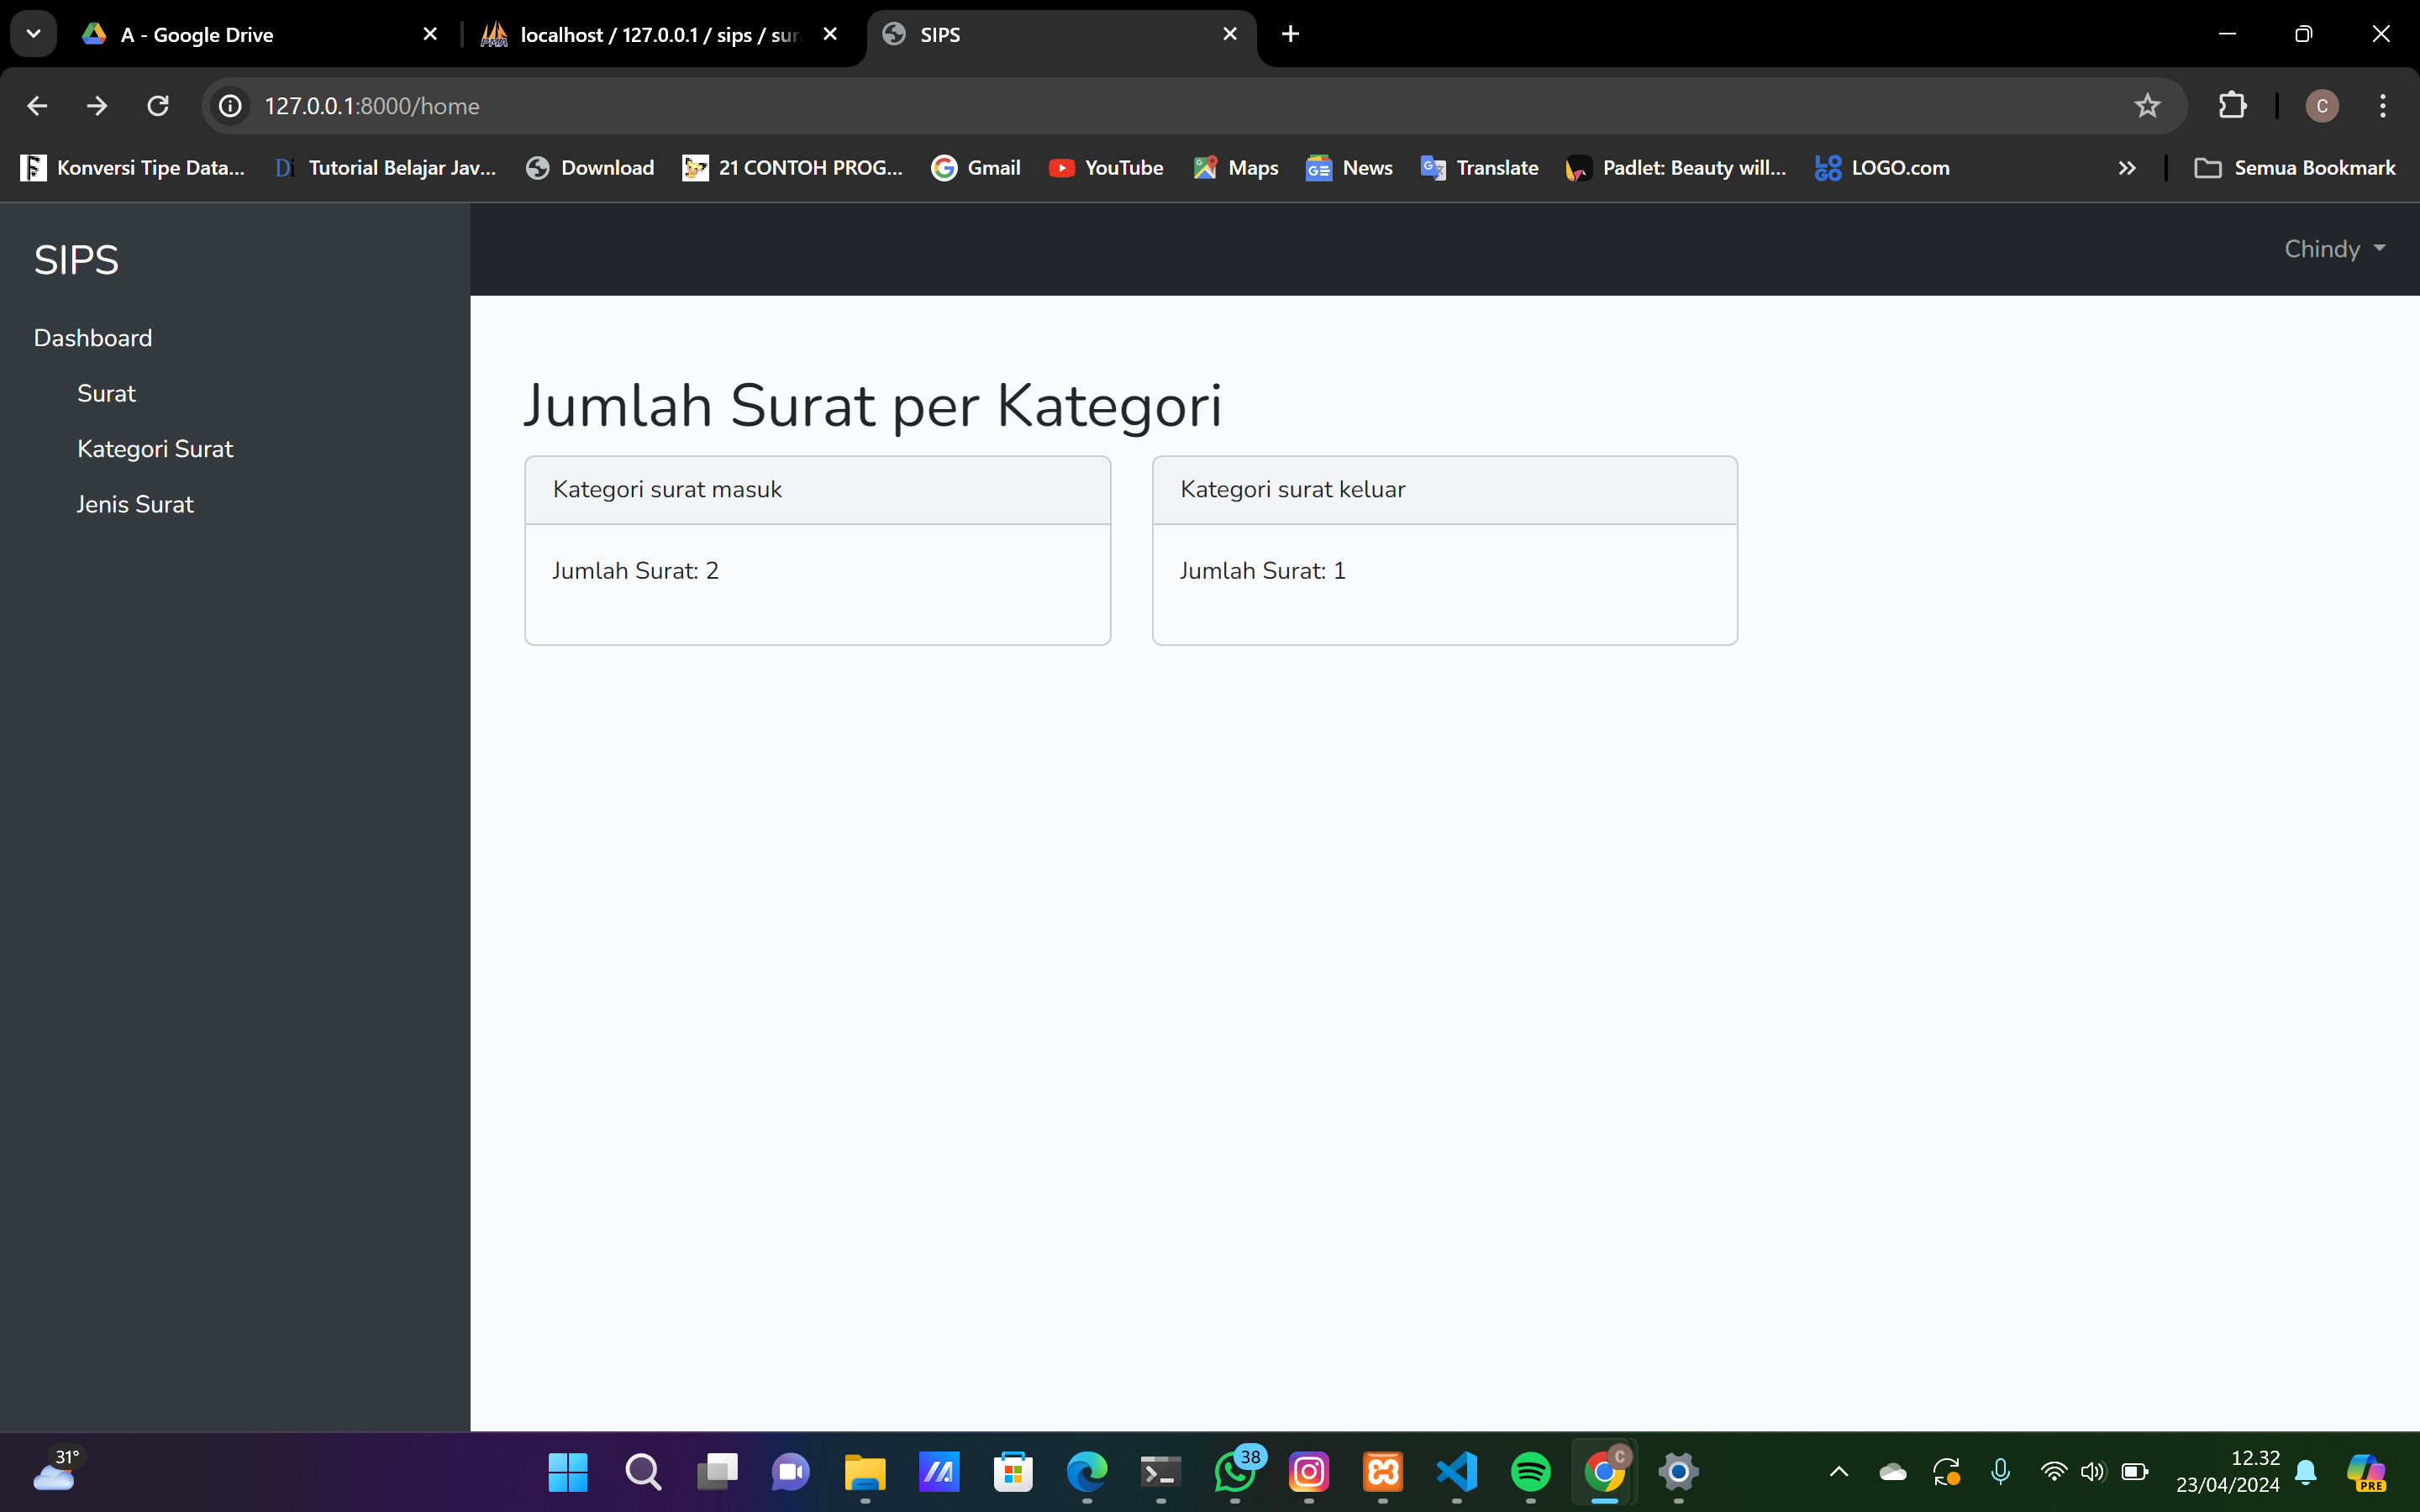 A - Google Drive
localhost / 127.0.0.1 / sips / sur
SIPS
127.0.0.1:8000/home
C
Konversi Tipe Data...
Tutorial Belajar Jav...
Download
21 CONTOH PROG...
Gmail
YouTube
Maps
News
Translate
Padlet: Beauty will...
LOGO.com
Semua Bookmark
SIPS
Chindy
Dashboard
Surat
Kategori Surat
Jenis Surat
Jumlah Surat per Kategori
Kategori surat masuk
Jumlah Surat: 2
Kategori surat keluar
Jumlah Surat: 1
31°
38
C
12.32
23/04/2024
PRE